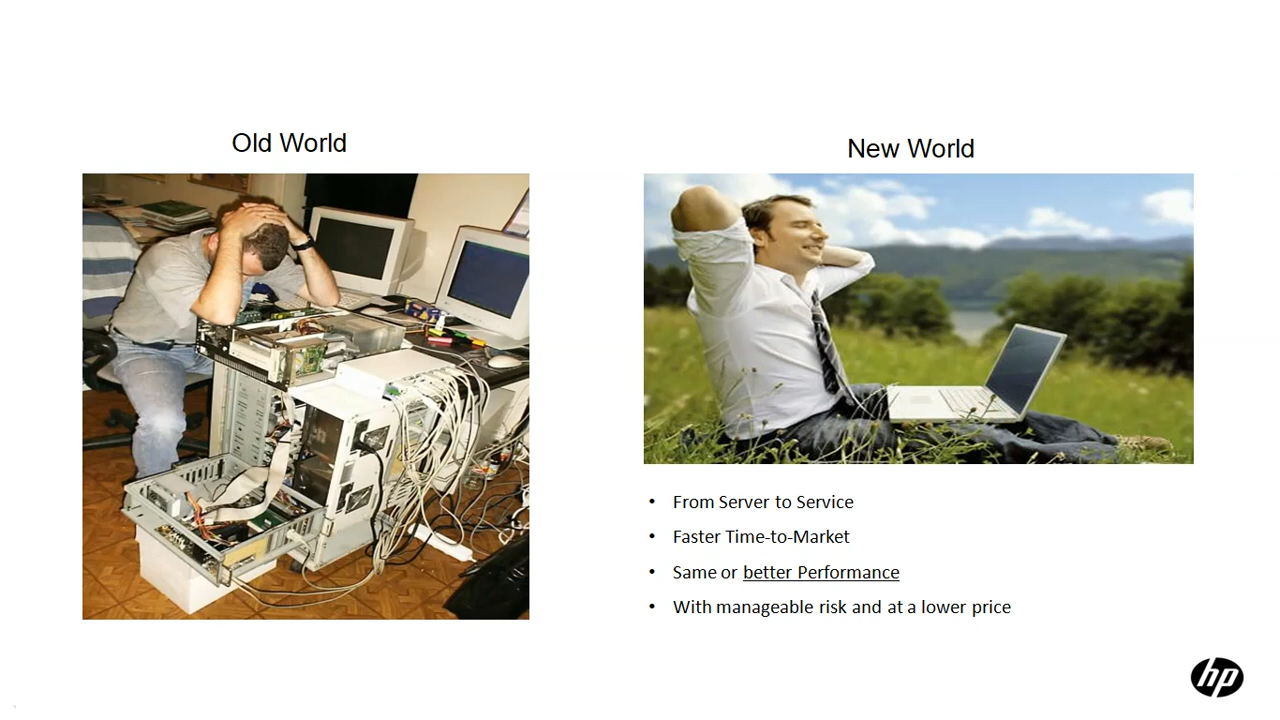 Old World
New World
• From Server to Service
• Faster Time-to-Market
• Same or better Performance
• With manageable risk and at a lower price
hp